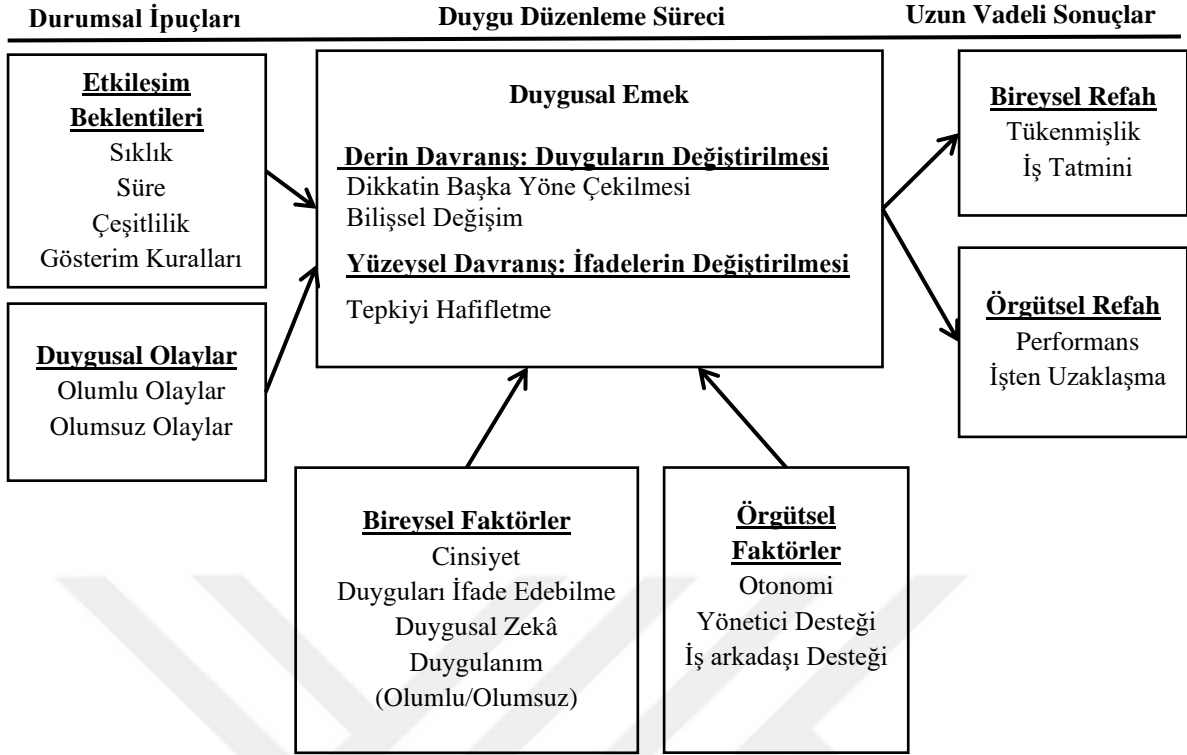 Durumsal İpuçları
Duygu Düzenleme Süreci
Uzun Vadeli Sonuçlar
Etkileşim
Beklentileri
Sıklık
Süre
Çeşitlilik
Gösterim Kuralları
Duygusal Olaylar
Olumlu Olaylar
Olumsuz Olaylar
Duygusal Emek
Derin Davranış: Duyguların Değiştirilmesi
Dikkatin Başka Yöne Çekilmesi
Bilişsel Değişim
Yüzeysel Davranış: İfadelerin Değiştirilmesi
Tepkiyi Hafifletme
Bireysel Refah
Tükenmişlik
İş Tatmini
Örgütsel Refah
Performans
İşten Uzaklaşma
Bireysel Faktörler
Cinsiyet
Duyguları İfade Edebilme
Duygusal Zekâ
Duygulanım
(Olumlu/Olumsuz)
Örgütsel
Faktörler
Otonomi
Yönetici Desteği
İş arkadaşı Desteği